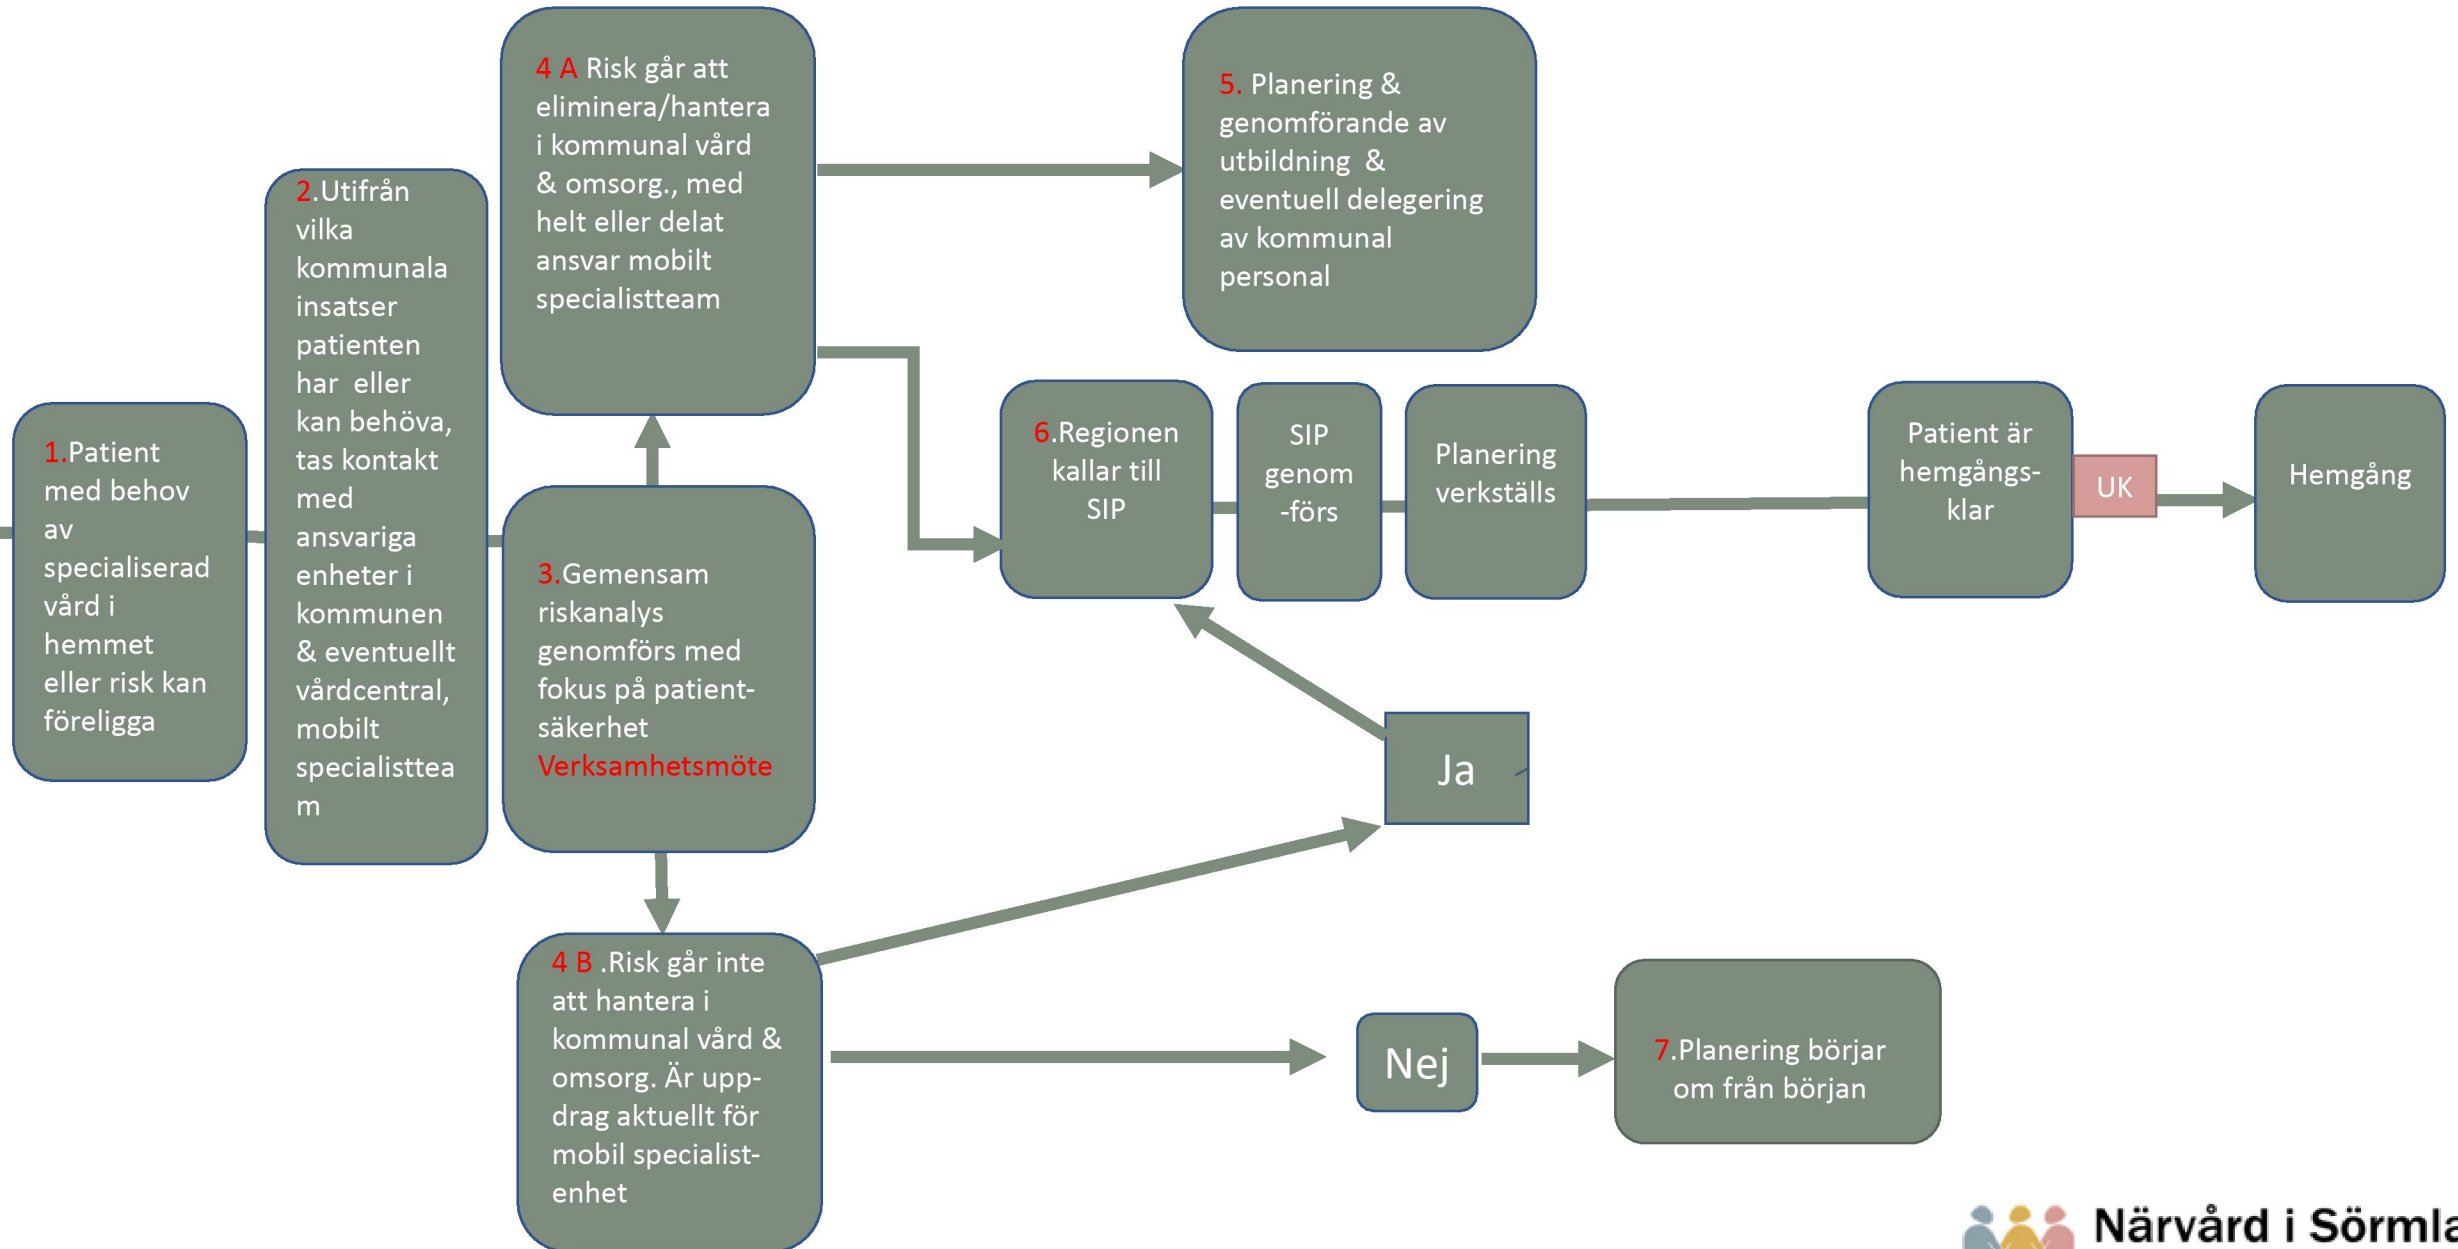 1.Patient
med behov
av
specialiserad
vård i
hemmet
eller risk kan
föreligga
2.Utifrån
vilka
kommunala
insatser
patienten
har eller
kan behöva,
tas kontakt
med
ansvariga
enheter i
kommunen
& eventuellt
vårdcentral,
mobilt
specialisttea
m
3.Gemensam
riskanalys
genomförs med
fokus på patient-
säkerhet
Verksamhetsmöte
4 A Risk går att
eliminera/hantera
i kommunal vård
& omsorg., med
helt eller delat
ansvar mobilt
specialistteam
4 B .Risk går inte
att hantera i
kommunal vård &
omsorg. Är upp-
drag aktuellt för
mobil specialist-
enhet
5. Planering &
genomförande av
utbildning &
eventuell delegering
av kommunal
personal
6.Regionen
kallar till
SIP
SIP
genom
-förs
Planering
verkställs
Patient är
hemgångs-
klar
UK
Hemgång
Ja
Nej
7.Planering börjar
om från början
Närvård i Sörmla